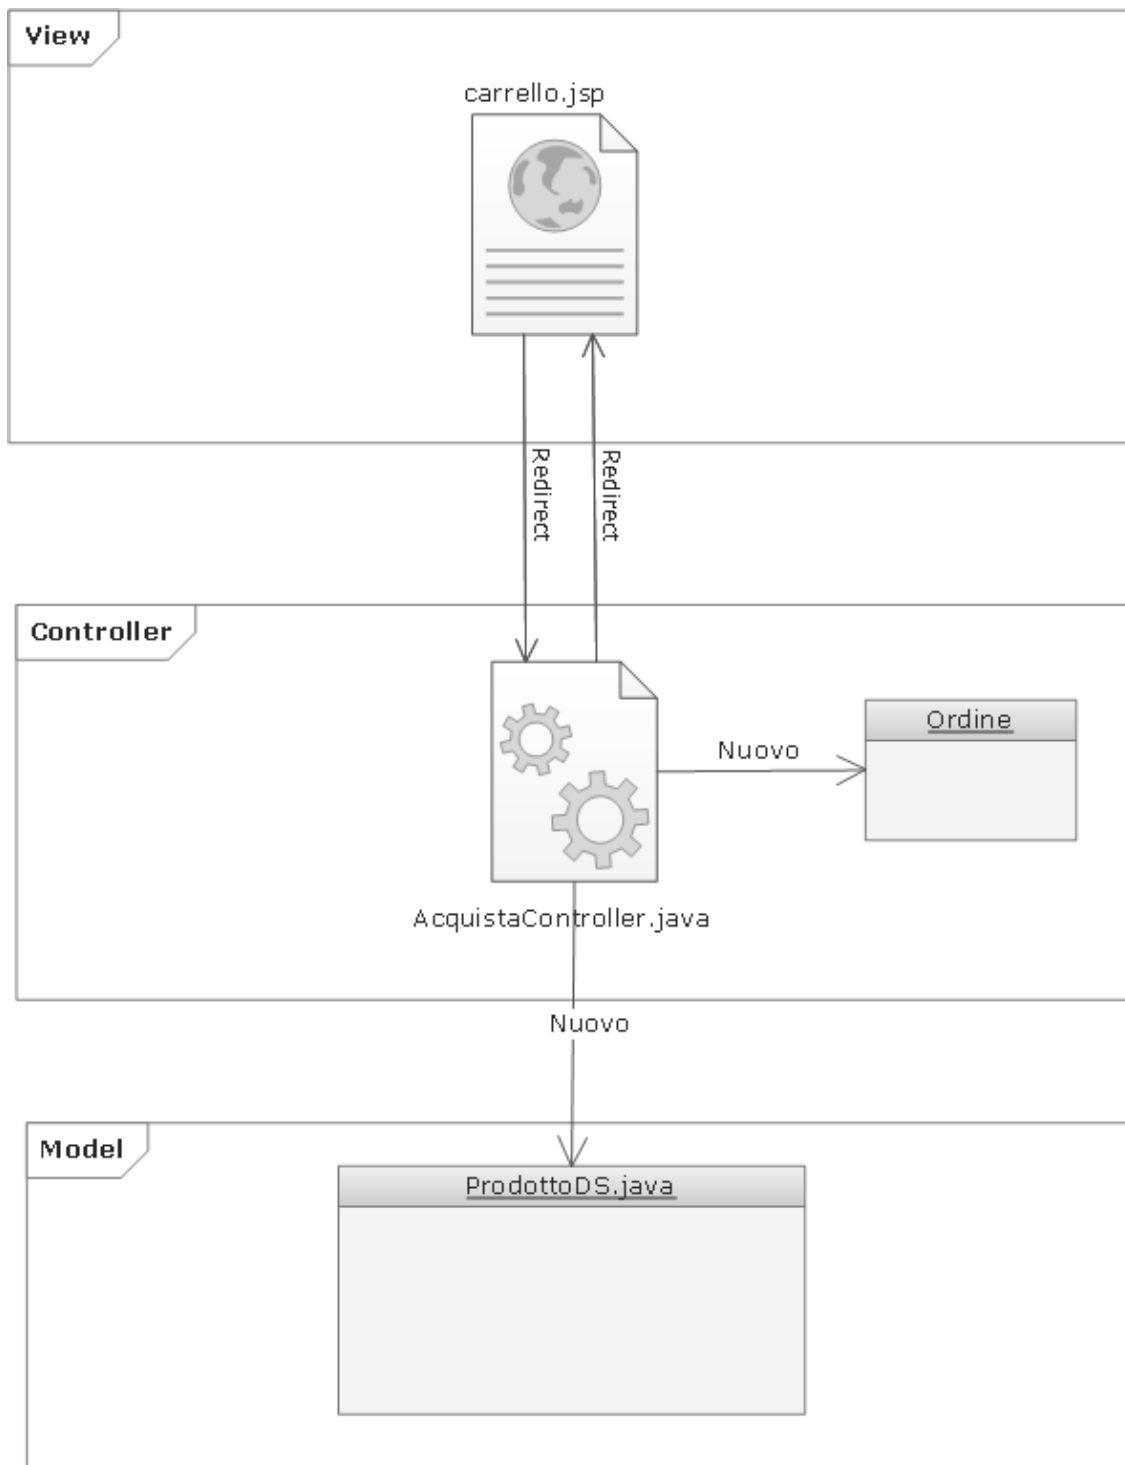 View
carrello.jsp
Redirect
Redirect
Controller
Ordine
Nuovo
AcquistaController.java
Nuovo
Model
ProdottoDS.java